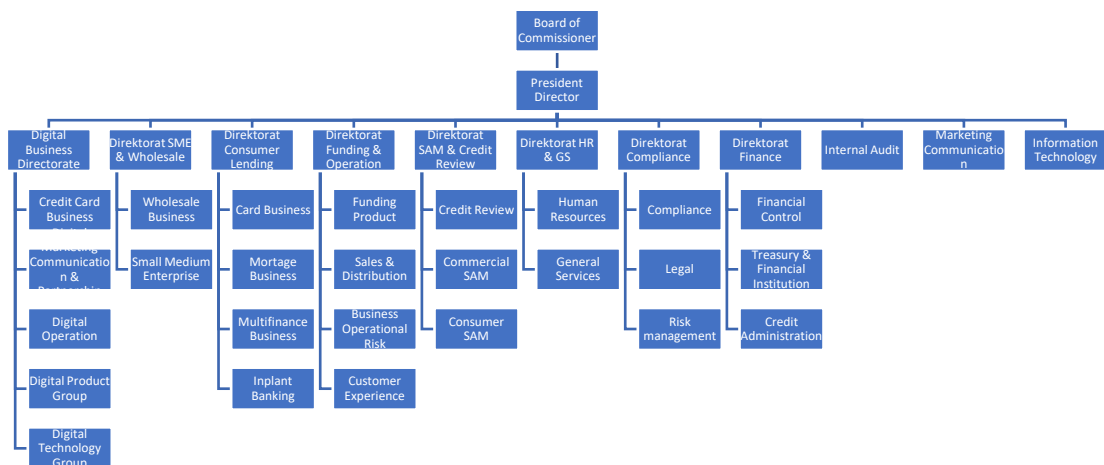 Board of
Commissioner
President
Director
Digital
Business
Directorate
Direktorat SME
& Wholesale
Direktorat
Consumer
Lending
Direktorat
Funding &
Operation
Direktorat
SAM & Credit
Review
Direktorat HR
& GS
Direktorat
Compliance
Direktorat
Finance
Internal Audit
Marketing
Communicatio
n
Information
Technology
Credit Card
Business
Wholesale
Business
Card Business
Funding
Product
Credit Review
Human
Resources
Compliance
Financial
Control
Marketing
Communicatio
n &
Partnership
Small Medium
Enterprise
Mortage
Business
Sales &
Distribution
Commercial
SAM
General
Services
Legal
Treasury &
Financial
Institution
Digital
Operation
Multifinance
Business
Business
Operational
Risk
Consumer
SAM
Risk
management
Credit
Administration
Digital Product
Group
Inplant
Banking
Customer
Experience
Digital
Technology
Group